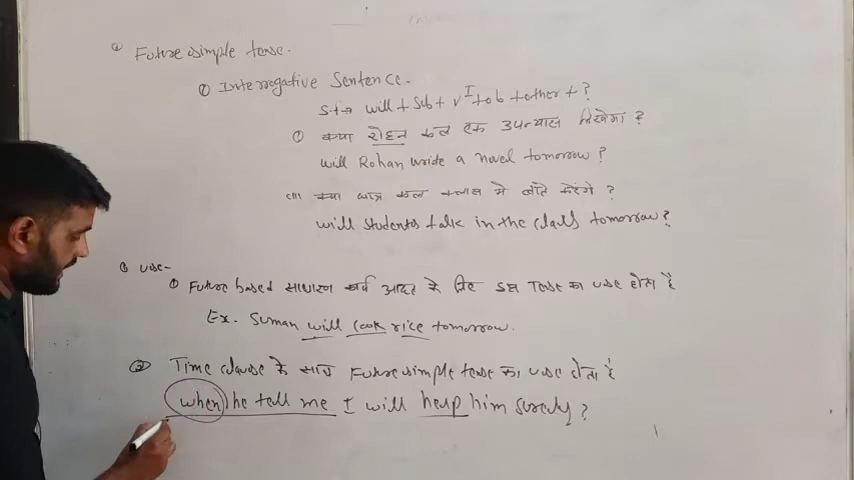 Future simple tense.
① Interrogative Sentence.
St → will + Sub + V I + ob + other + ?
① क्या रोहन कल एक उपन्यास लिखेगा ?
will Rohan write a novel tomorrow ?
(ii) क्या छात्र कल क्लास में बातें करेंगे ?
will students talk in the class tomorrow ?
use -
① Future based साधारण कार्य आदत के लिए इस Tense का use होता है
Ex. Suman will cook rice tomorrow.
② Time clause के साथ Future simple tense का use होता है
when he tell me I will help him surely ?